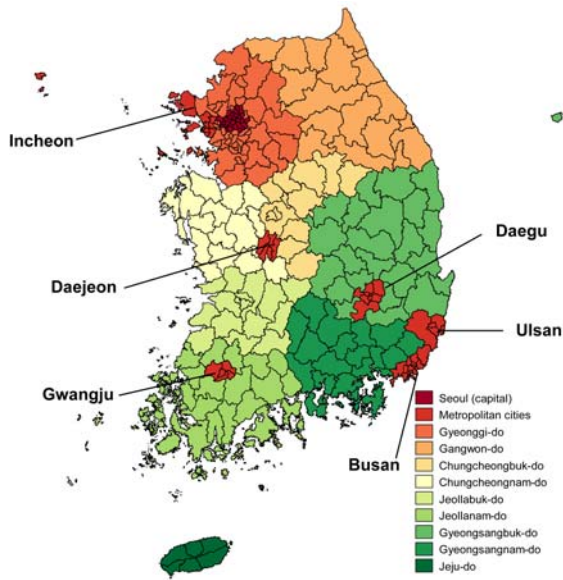 Incheon
Daegu
Daejeon
Ulsan
Gwangju
Busan
Seoul (capital)
Metropolitan cities
Gyeonggi-do
Gangwon-do
Chungcheongbuk-do
Chungcheongnam-do
Jeollabuk-do
Jeollanam-do
Gyeongsangbuk-do
Gyeongsangnam-do
Jeju-do